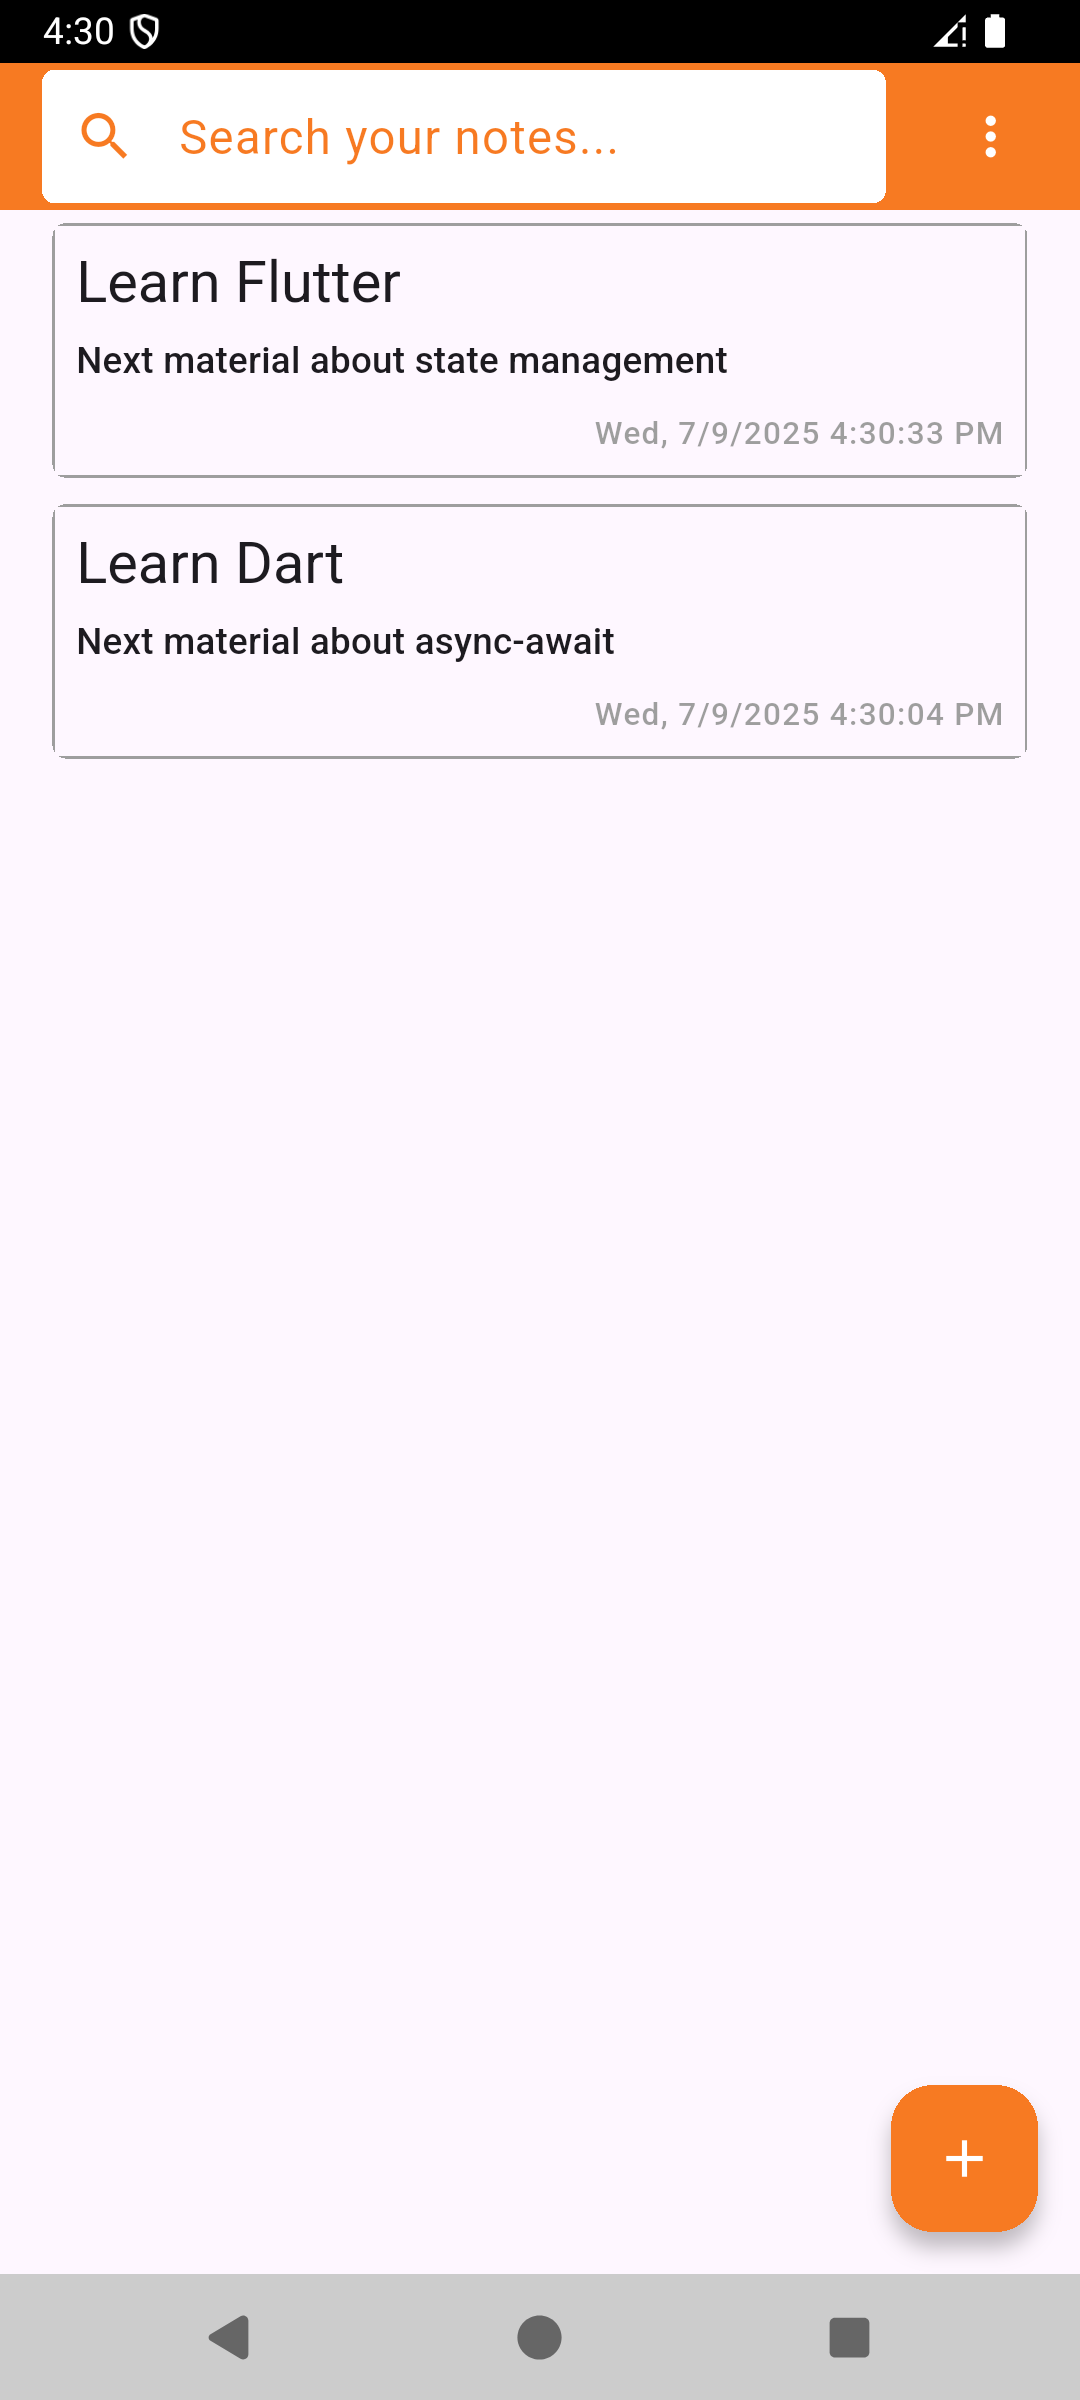 4:30
Search your notes...
Learn Flutter
Next material about state management
Wed, 7/9/2025 4:30:33 PM
Learn Dart
Next material about async-await
Wed, 7/9/2025 4:30:04 PM